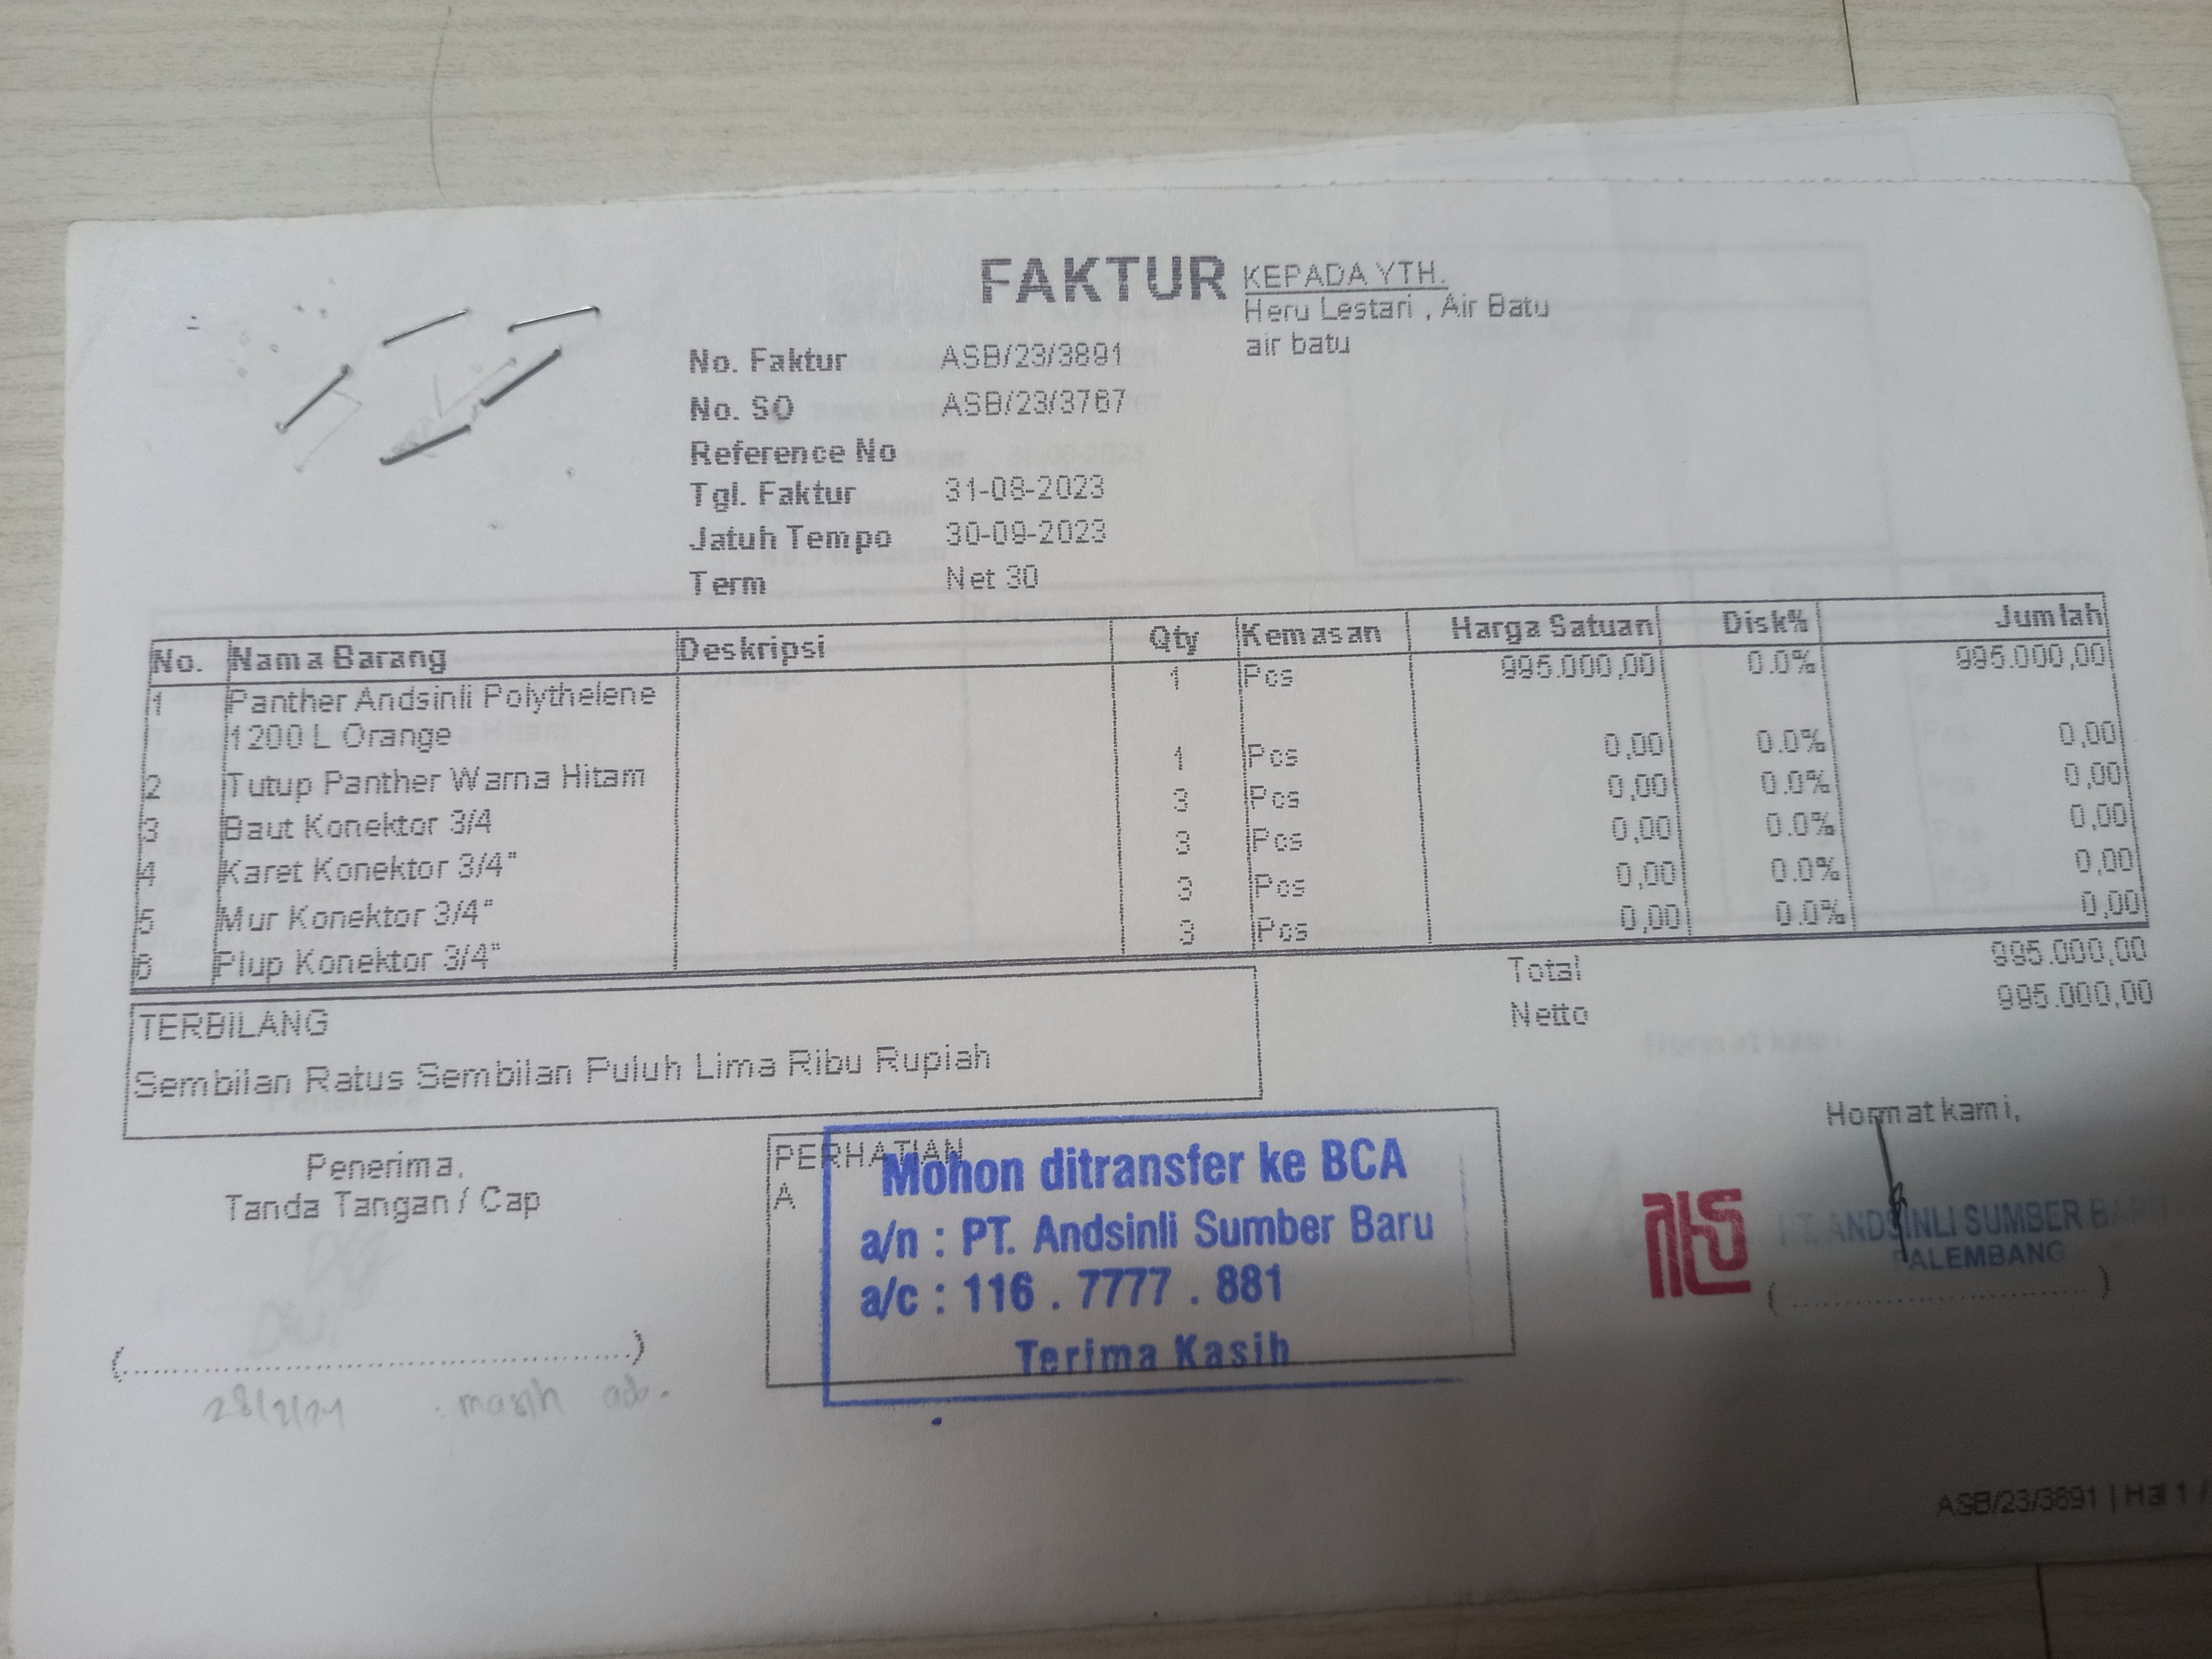 FAKTUR
KEPADA YTH.
Heru Lestari , Air Batu
air batu
No. Faktur ASB/23/3891
No. SO ASB/23/3767
Reference No
Tgl. Faktur 31-08-2023
Jatuh Tempo 30-09-2023
Term Net 30
No. Nama Barang Deskripsi Qty Kemasan Harga Satuan Disk% Jumlah
1 Panther Andsinli Polythelene 1 Pcs 995.000,00 0.0% 995.000,00
1200 L Orange
2 Tutup Panther Warna Hitam 1 Pcs 0,00 0.0% 0,00
3 Baut Konektor 3/4 3 Pcs 0,00 0.0% 0,00
4 Karet Konektor 3/4" 3 Pcs 0,00 0.0% 0,00
5 Mur Konektor 3/4" 3 Pcs 0,00 0.0% 0,00
6 Plup Konektor 3/4" 3 Pcs 0,00 0.0% 0,00
Total 995.000,00
Netto 995.000,00
TERBILANG
Sembilan Ratus Sembilan Puluh Lima Ribu Rupiah
Penerima,
Tanda Tangan / Cap
(..................................................)
masih
PERHATIAN
A
Mohon ditransfer ke BCA
a/n : PT. Andsinli Sumber Baru
a/c : 116 . 7777 . 881
Terima Kasih
Hormat kami,
PT. ANDSINLI SUMBER
PALEMBANG
(..................................)
ASB/23/3891 | Hal 1 /